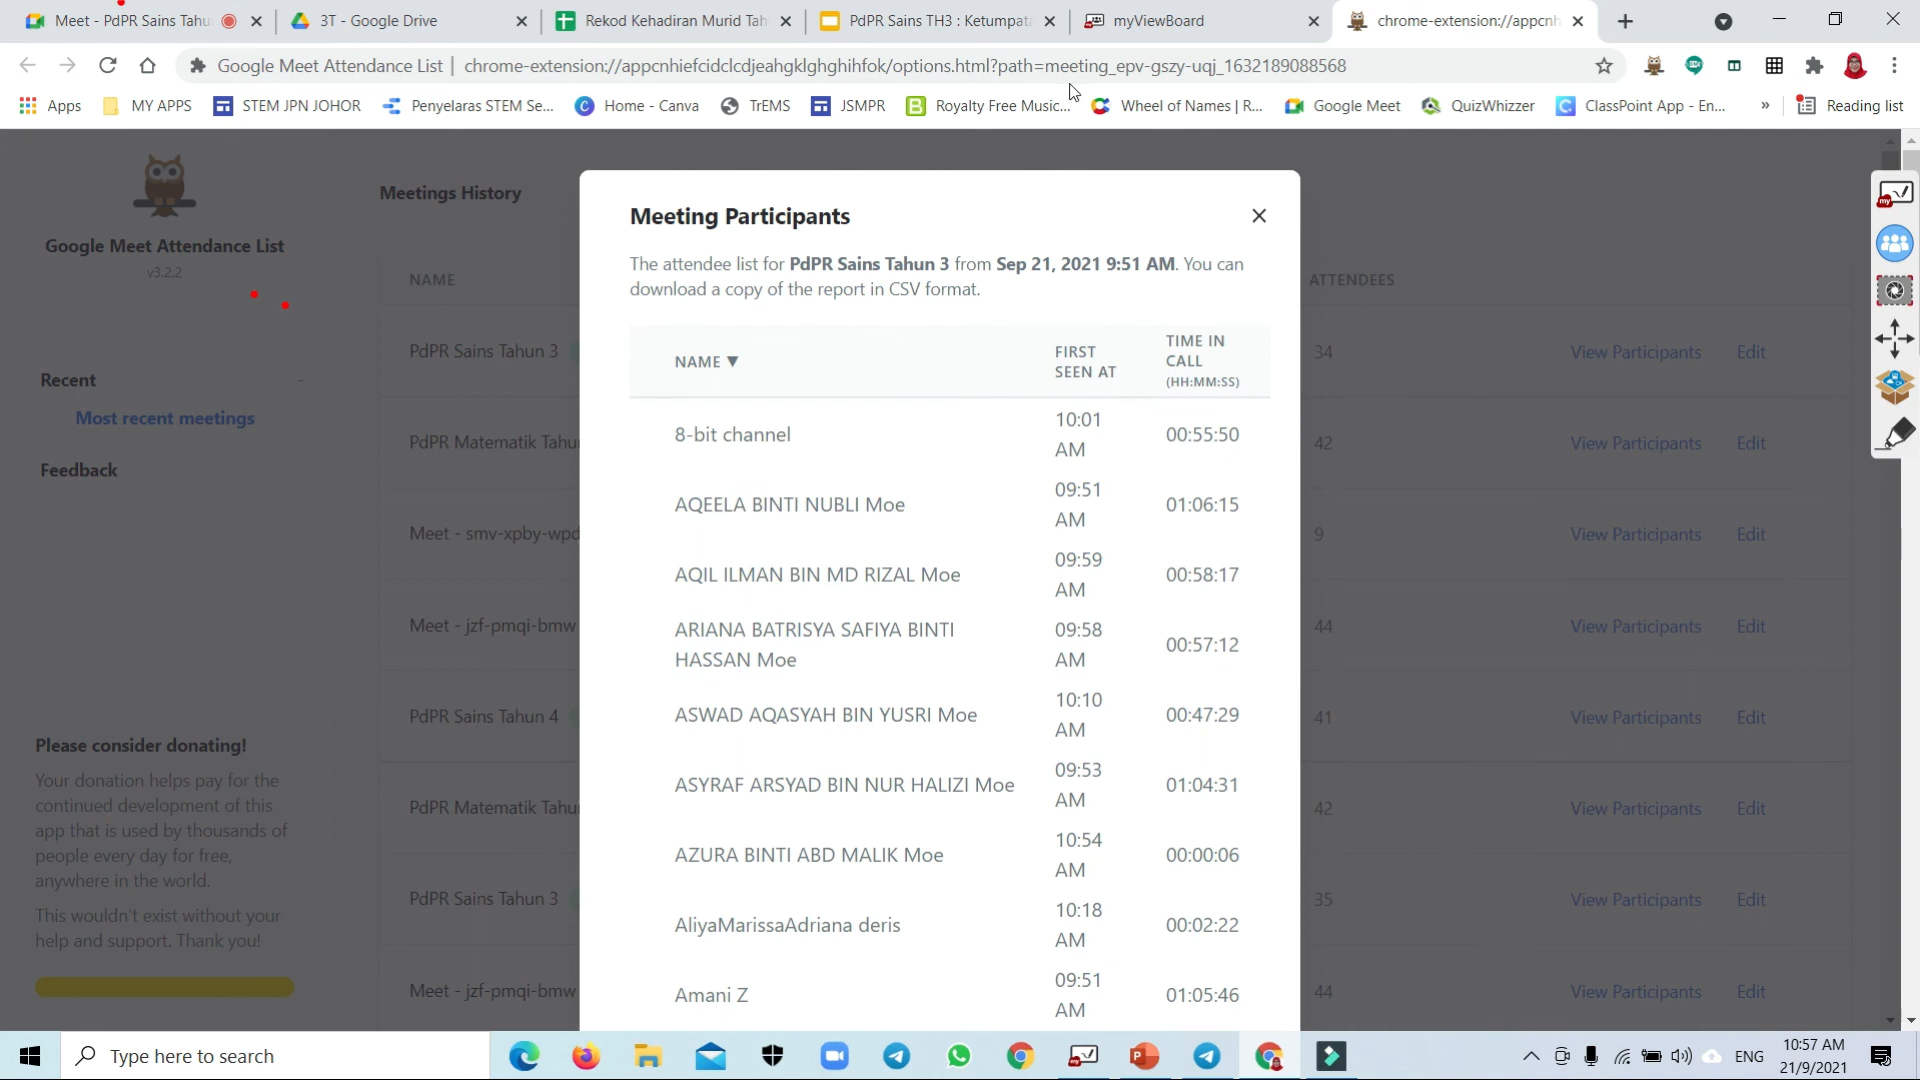 Meet - PdPR Sains Tahu
3T - Google Drive
Rekod Kehadiran Murid Tah
PdPR Sains TH3 : Ketumpata
myViewBoard
chrome-extension://appcnh
Google Meet Attendance List | chrome-extension://appcnhiefcidclcdjeahgklghghihfok/options.html?path=meeting_epv-gszy-uqj_1632189088568
Apps
MY APPS
STEM JPN JOHOR
Penyelaras STEM Se...
Home - Canva
TrEMS
JSMPR
Royalty Free Music...
Wheel of Names | R...
Google Meet
QuizWhizzer
ClassPoint App - En...
»
Reading list
Google Meet Attendance List
v3.2.2
Recent -
Most recent meetings
Feedback
Please consider donating!
Your donation helps pay for the
continued development of this
app that is used by thousands of
people every day for free,
anywhere in the world.
This wouldn't exist without your
help and support. Thank you!
Meetings History
NAME ATTENDEES
PdPR Sains Tahun 3 34 View Participants Edit
PdPR Matematik Tahu 42 View Participants Edit
Meet - smv-xpby-wpd 9 View Participants Edit
Meet - jzf-pmqi-bmw 44 View Participants Edit
PdPR Sains Tahun 4 41 View Participants Edit
PdPR Matematik Tahu 42 View Participants Edit
PdPR Sains Tahun 3 35 View Participants Edit
Meet - jzf-pmqi-bmw 44 View Participants Edit
Meeting Participants
The attendee list for PdPR Sains Tahun 3 from Sep 21, 2021 9:51 AM. You can
download a copy of the report in CSV format.
NAME ▼
FIRST
SEEN AT
TIME IN
CALL
(HH:MM:SS)
8-bit channel
10:01
AM
00:55:50
AQEELA BINTI NUBLI Moe
09:51
AM
01:06:15
AQIL ILMAN BIN MD RIZAL Moe
09:59
AM
00:58:17
ARIANA BATRISYA SAFIYA BINTI
HASSAN Moe
09:58
AM
00:57:12
ASWAD AQASYAH BIN YUSRI Moe
10:10
AM
00:47:29
ASYRAF ARSYAD BIN NUR HALIZI Moe
09:53
AM
01:04:31
AZURA BINTI ABD MALIK Moe
10:54
AM
00:00:06
AliyaMarissaAdriana deris
10:18
AM
00:02:22
Amani Z
09:51
AM
01:05:46
Type here to search
ENG
10:57 AM
21/9/2021